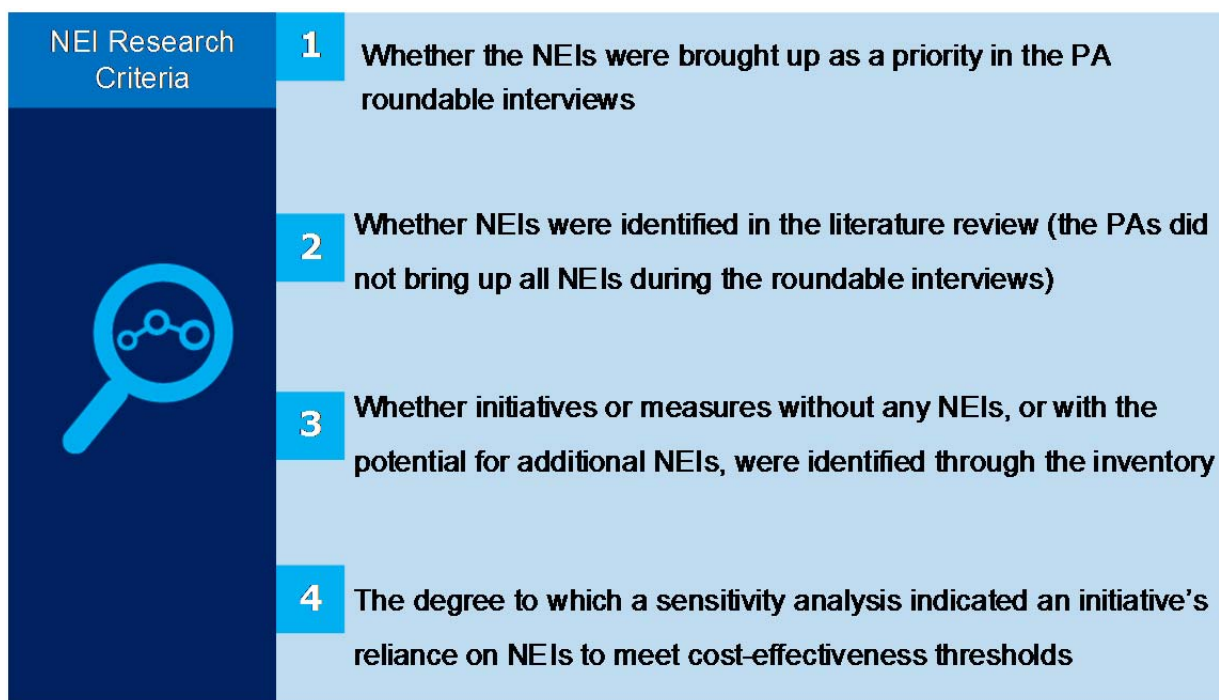 NEI Research
Criteria
1
Whether the NEIs were brought up as a priority in the PA
roundable interviews
2
Whether NEIs were identified in the literature review (the PAs did
not bring up all NEIs during the roundable interviews)
3
Whether initiatives or measures without any NEIs, or with the
potential for additional NEIs, were identified through the inventory
4
The degree to which a sensitivity analysis indicated an initiative's
reliance on NEIs to meet cost-effectiveness thresholds